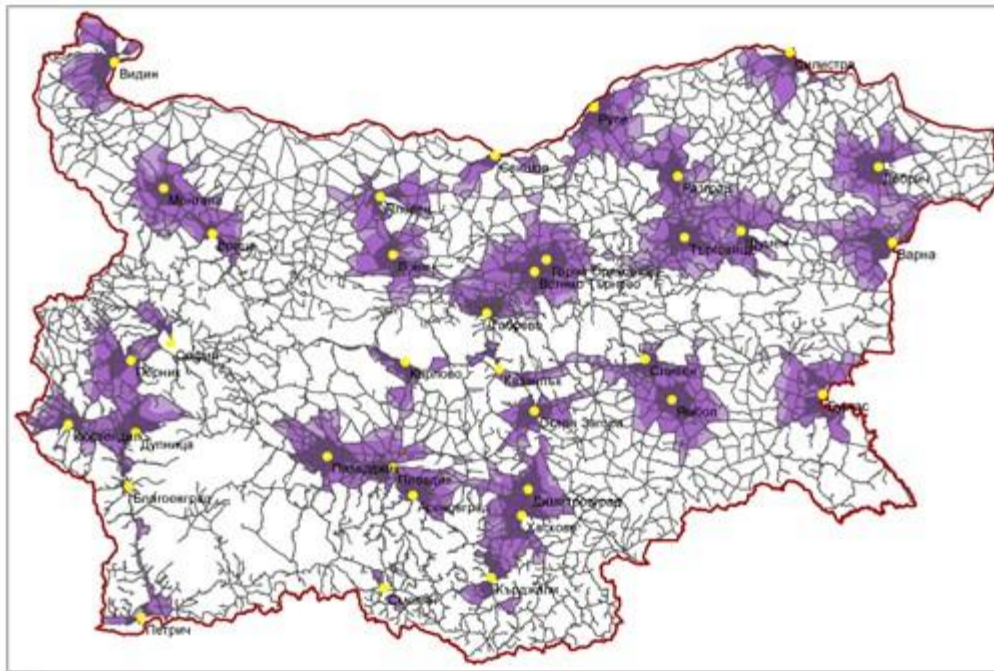 Видин
Силистра
Русе
Свищов
Добрич
Разград
Монтана
Плевен
Враца
Търговище
Шумен
Варна
Ловеч
Горна Оряховица
Велико Търново
Габрово
София
Перник
Карлово
Казанлък
Сливен
Ямбол
Бургас
Стара Загора
Кюстендил
Дупница
Пазарджик
Пловдив
Благоевград
Асеновград
Димитровград
Хасково
Кърджали
Смолян
Петрич